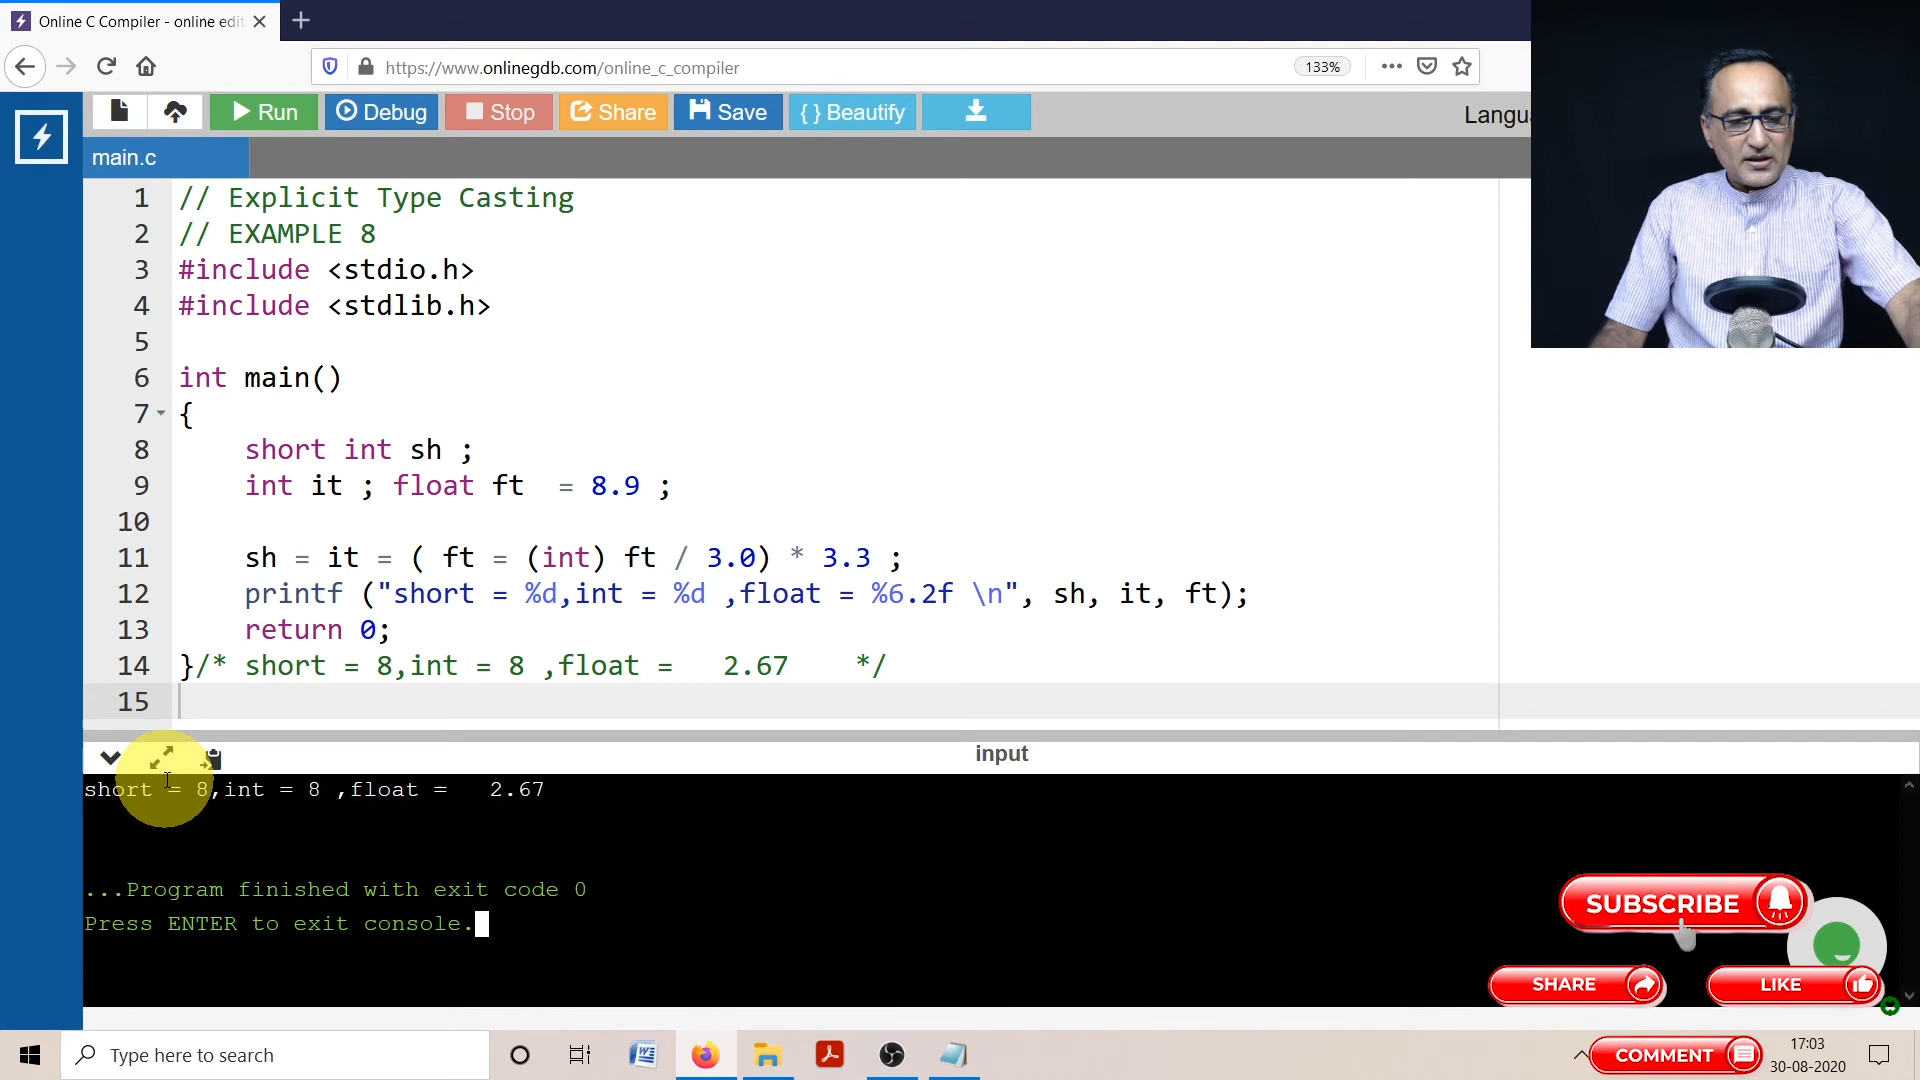 Online C Compiler - online edit
https://www.onlinegdb.com/online_c_compiler
133%
Run
Debug
Stop
Share
Save
{ } Beautify
Langu
main.c
1 // Explicit Type Casting
2 // EXAMPLE 8
3 #include <stdio.h>
4 #include <stdlib.h>
5
6 int main()
7 {
8 short int sh ;
9 int it ; float ft = 8.9 ;
10
11 sh = it = ( ft = (int) ft / 3.0) * 3.3 ;
12 printf ("short = %d,int = %d ,float = %6.2f \n", sh, it, ft);
13 return 0;
14 }/* short = 8,int = 8 ,float =   2.67    */
15
input
short = 8,int = 8 ,float =   2.67
...Program finished with exit code 0
Press ENTER to exit console.
SUBSCRIBE
SHARE
LIKE
Type here to search
COMMENT
17:03
30-08-2020